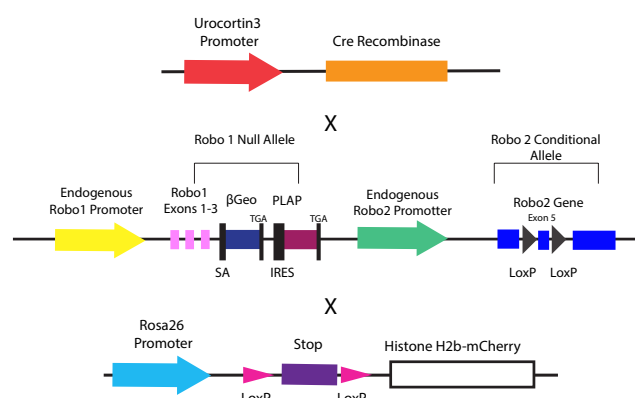 Urocortin3
Promoter
Cre Recombinase
X
Robo 1 Null Allele
Robo 2 Conditional
Allele
Endogenous
Robo1 Promoter
Robo1
Exons 1-3
βGeo
PLAP
TGA
TGA
Endogenous
Robo2 Promotter
Robo2 Gene
Exon 5
SA
IRES
LoxP
LoxP
X
Rosa26
Promoter
Stop
Histone H2b-mCherry
LoxP
LoxP